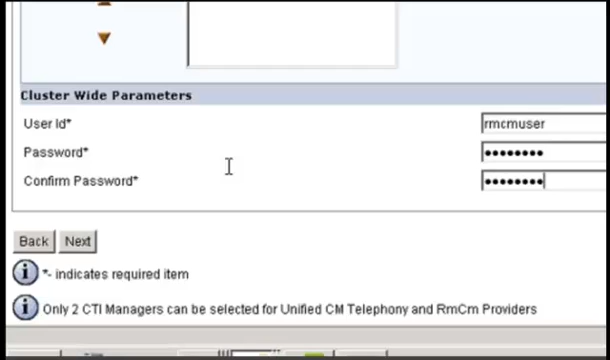 Cluster Wide Parameters
User Id*
rmcmuser
Password*
••••••••
Confirm Password*
••••••••
Back Next
*- indicates required item
Only 2 CTI Managers can be selected for Unified CM Telephony and RmCm Providers